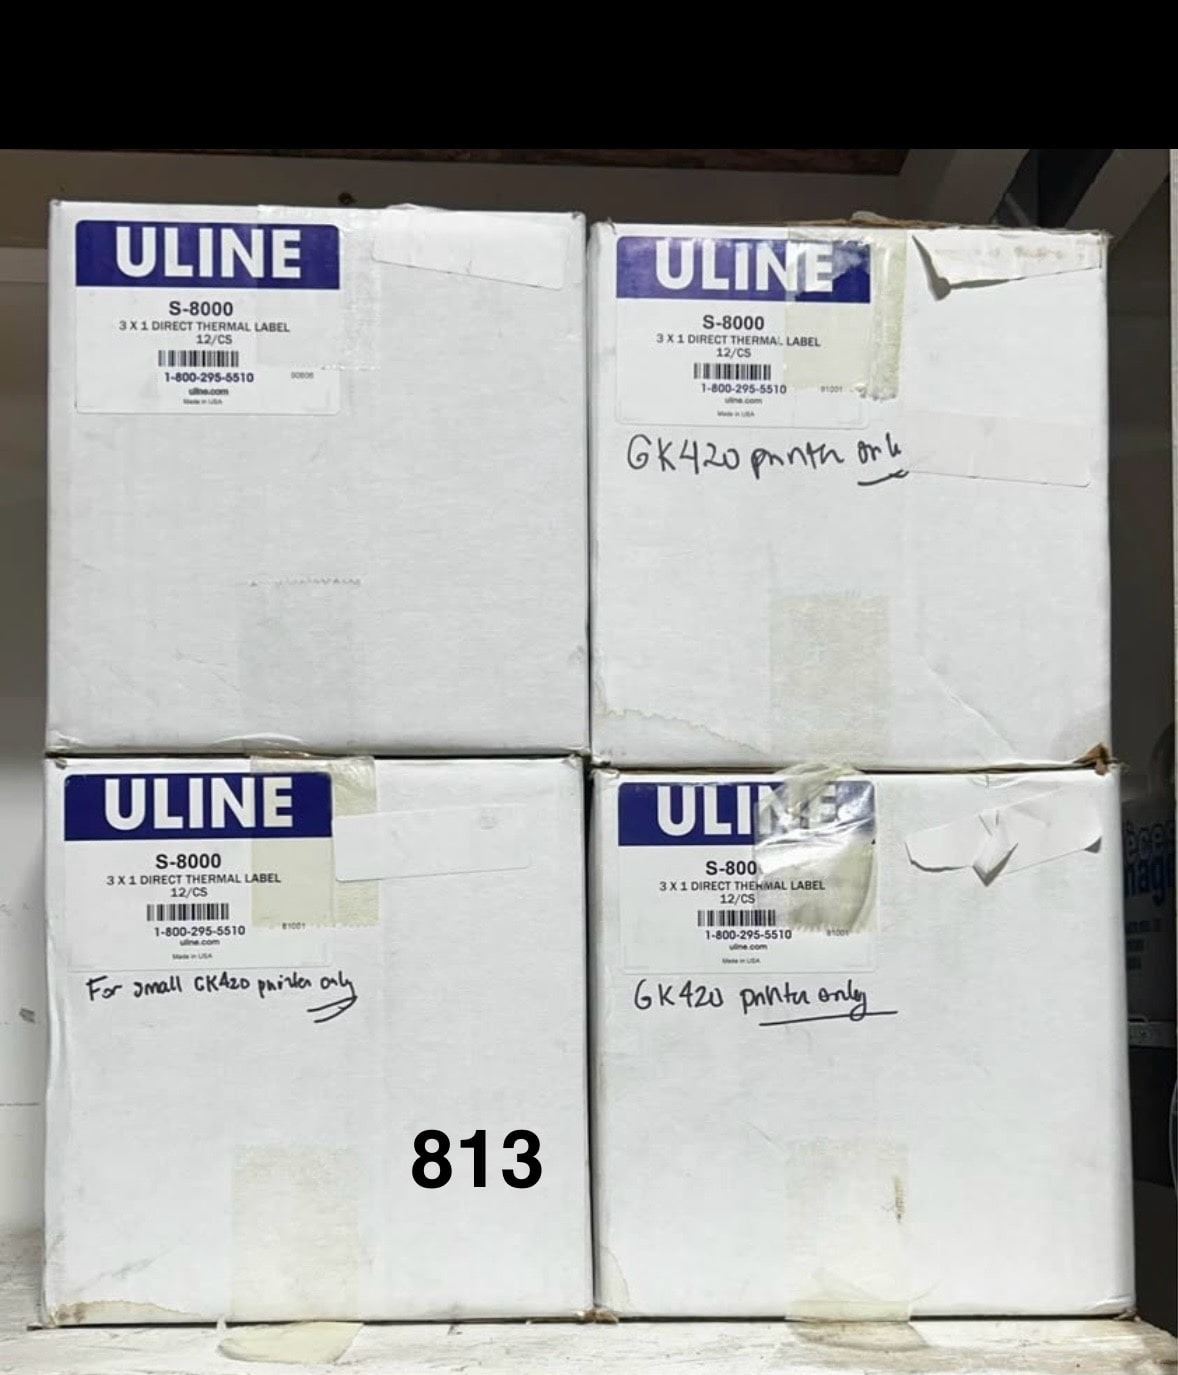 ULINE
S-8000
3 X 1 DIRECT THERMAL LABEL
12/CS
1-800-295-5510
uline.com
Made in USA
ULINE
S-8000
3 X 1 DIRECT THERMAL LABEL
12/CS
1-800-295-5510
81001
uline.com
Made in USA
GK420 printer only
ULINE
S-8000
3 X 1 DIRECT THERMAL LABEL
12/CS
1-800-295-5510
81001
uline.com
Made in USA
For small GK420 printer only
813
ULINE
S-800
3 X 1 DIRECT THERMAL LABEL
12/CS
1-800-295-5510
81001
uline.com
Made in USA
GK420 printer only